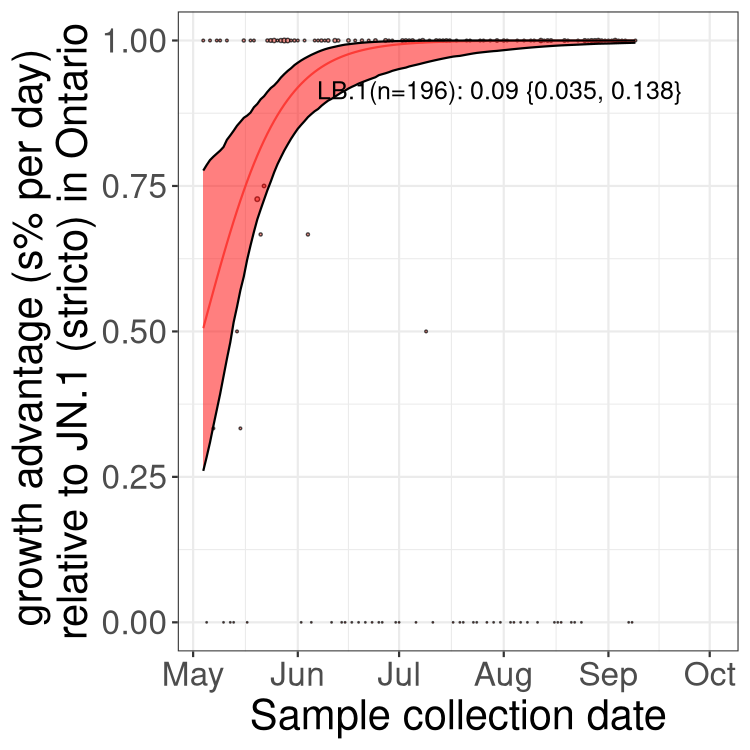 growth advantage (s% per day)
relative to JN.1 (stricto) in Ontario
1.00
0.75
0.50
0.25
0.00
LB.1(n=196): 0.09 {0.035, 0.138}
May Jun Jul Aug Sep Oct
Sample collection date